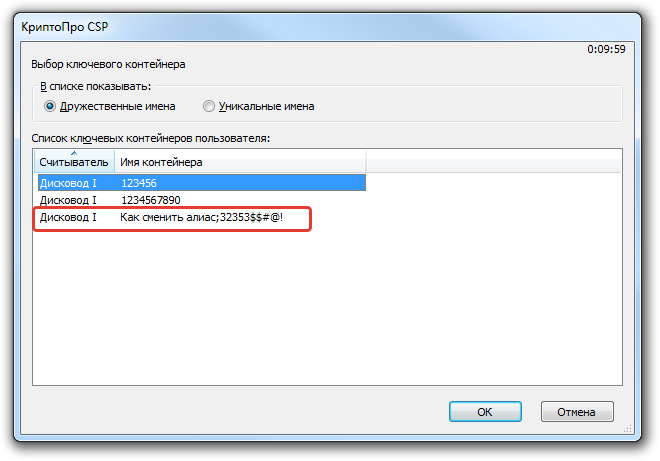 КриптоПро CSP
0:09:59
Выбор ключевого контейнера
В списке показывать:
Дружественные имена Уникальные имена
Список ключевых контейнеров пользователя:
Считыватель Имя контейнера
Дисковод I 123456
Дисковод I 1234567890
Дисковод I Как сменить алиас;32353$$#@!
ОК Отмена